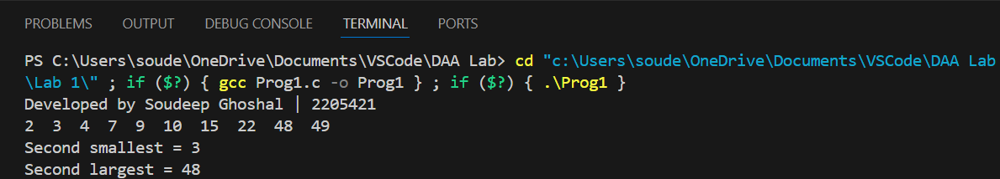 PROBLEMS OUTPUT DEBUG CONSOLE TERMINAL PORTS
PS C:\Users\soude\OneDrive\Documents\VSCode\DAA Lab> cd "c:\Users\soude\OneDrive\Documents\VSCode\DAA Lab
\Lab 1\" ; if ($?) { gcc Prog1.c -o Prog1 } ; if ($?) { .\Prog1 }
Developed by Soudeep Ghoshal | 2205421
2  3  4  7  9  10  15  22  48  49
Second smallest = 3
Second largest = 48